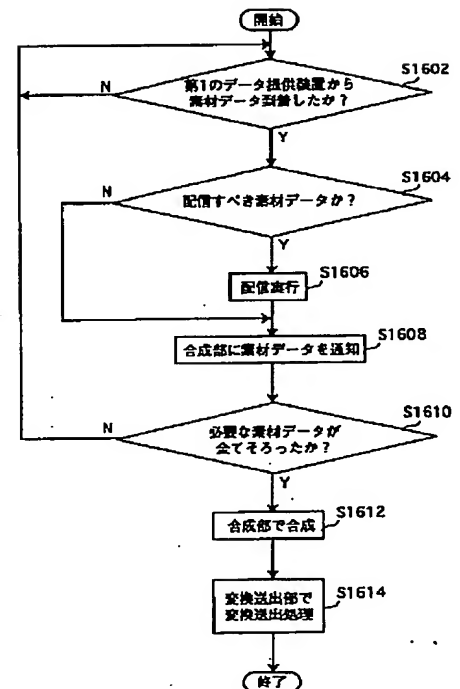 開始
S1602
第1のデータ提供装置から
素材データ到着したか？
N
Y
S1604
配信すべき素材データか？
N
Y
S1606
配信実行
S1608
合成部に素材データを通知
S1610
必要な素材データが
全てそろったか？
N
Y
S1612
合成部で合成
S1614
変換送出部で
変換送出処理
終了